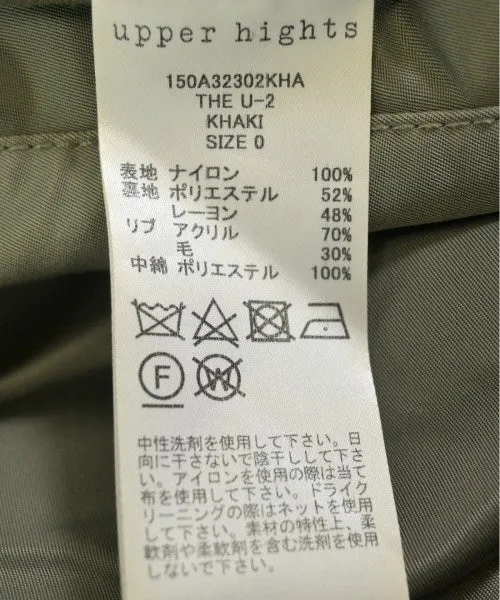 upper hights
150A32302KHA
THE U-2
KHAKI
SIZE 0
表地 ナイロン 100%
裏地 ポリエステル 52%
レーヨン 48%
リブ アクリル 70%
毛 30%
中綿 ポリエステル 100%
F W
中性洗剤を使用して下さい。日
向に干さないで陰干しして下さ
い。アイロンを使用の際は当て
布を使用して下さい。ドライク
リーニングの際はネットを使用
して下さい。素材の特性上、柔
軟剤や柔軟剤を含む洗剤を使用
しないで下さい。